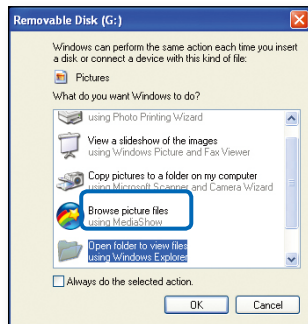 Removable Disk (G:)
Windows can perform the same action each time you insert
a disk or connect a device with this kind of file:
Pictures
What do you want Windows to do?
using Photo Printing Wizard
View a slideshow of the images
using Windows Picture and Fax Viewer
Copy pictures to a folder on my computer
using Microsoft Scanner and Camera Wizard
Browse picture files
using MediaShow
Open folder to view files
using Windows Explorer
Always do the selected action.
OK
Cancel